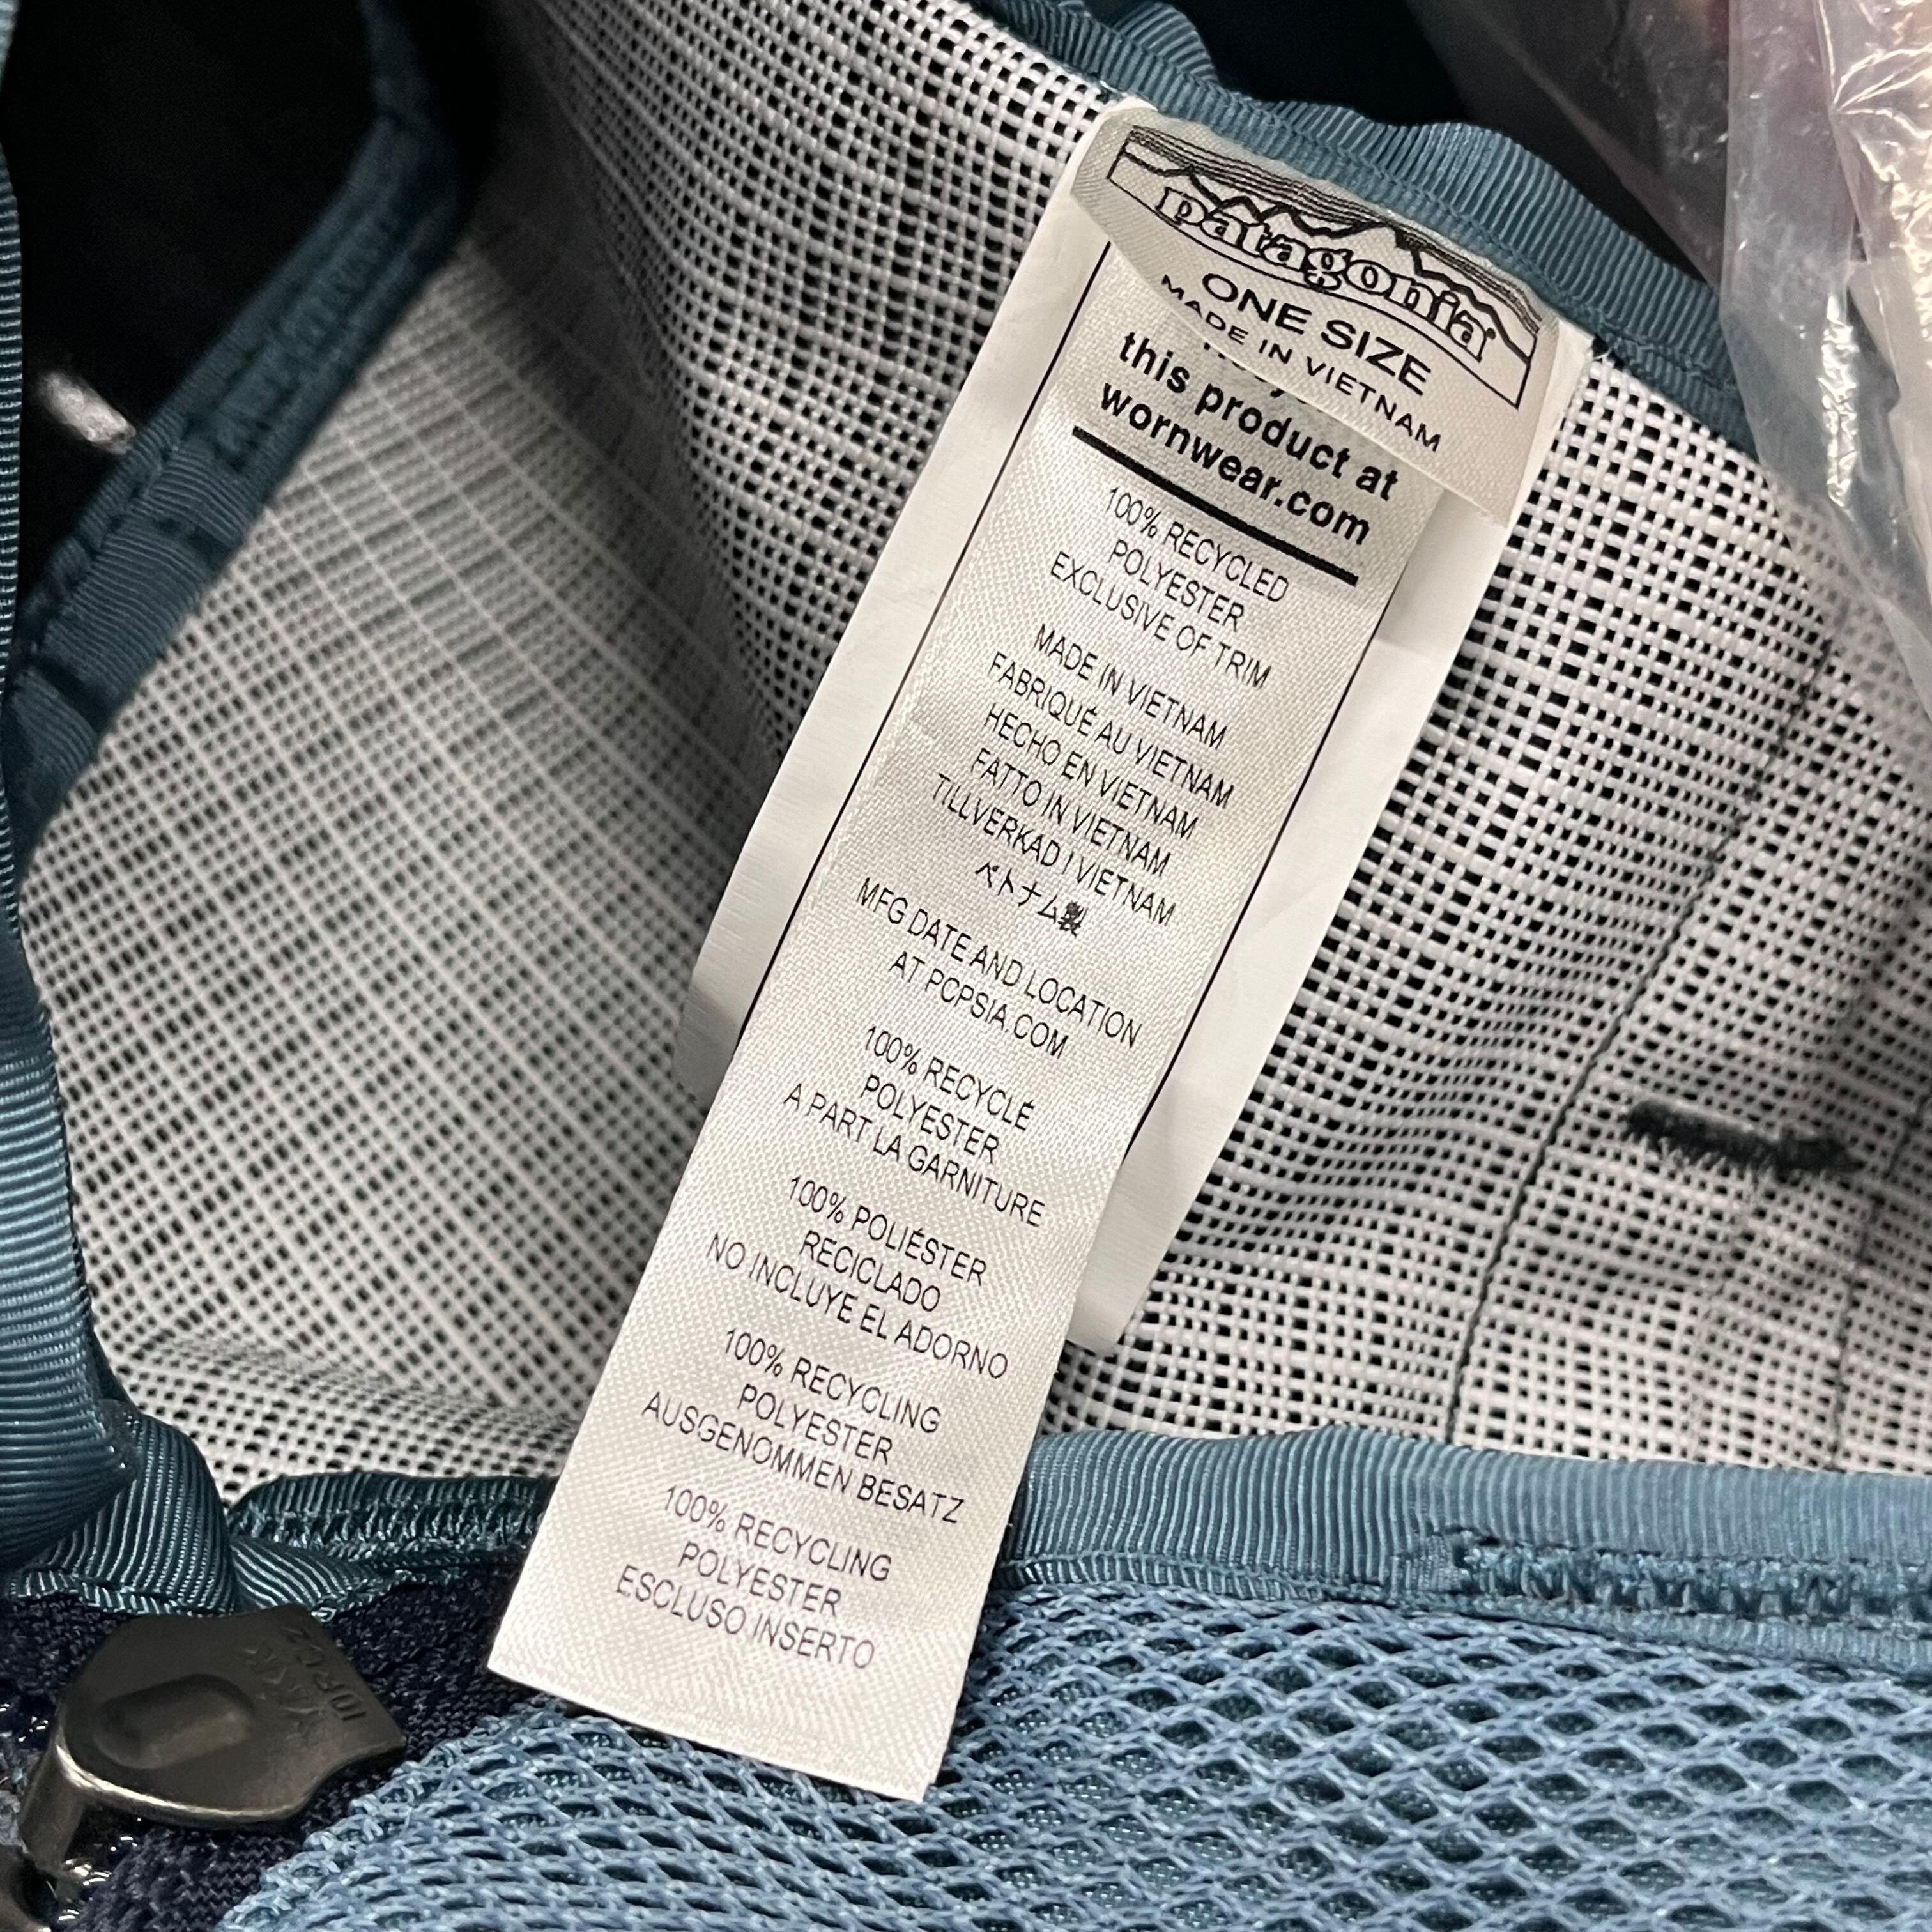 patagonia
ONE SIZE
MADE IN VIETNAM
this product at
wornwear.com
100% RECYCLED
POLYESTER
EXCLUSIVE OF TRIM
MADE IN VIETNAM
FABRIQUÉ AU VIETNAM
HECHO EN VIETNAM
FATTO IN VIETNAM
TILLVERKAD I VIETNAM
ベトナム製
MFG DATE AND LOCATION
AT PCPSIA.COM
100% RECYCLÉ
POLYESTER
A PART LA GARNITURE
100% POLIÉSTER
RECICLADO
NO INCLUYE EL ADORNO
100% RECYCLING
POLYESTER
AUSGENOMMEN BESATZ
100% RECYCLING
POLYESTER
ESCLUSO INSERTO
YKK